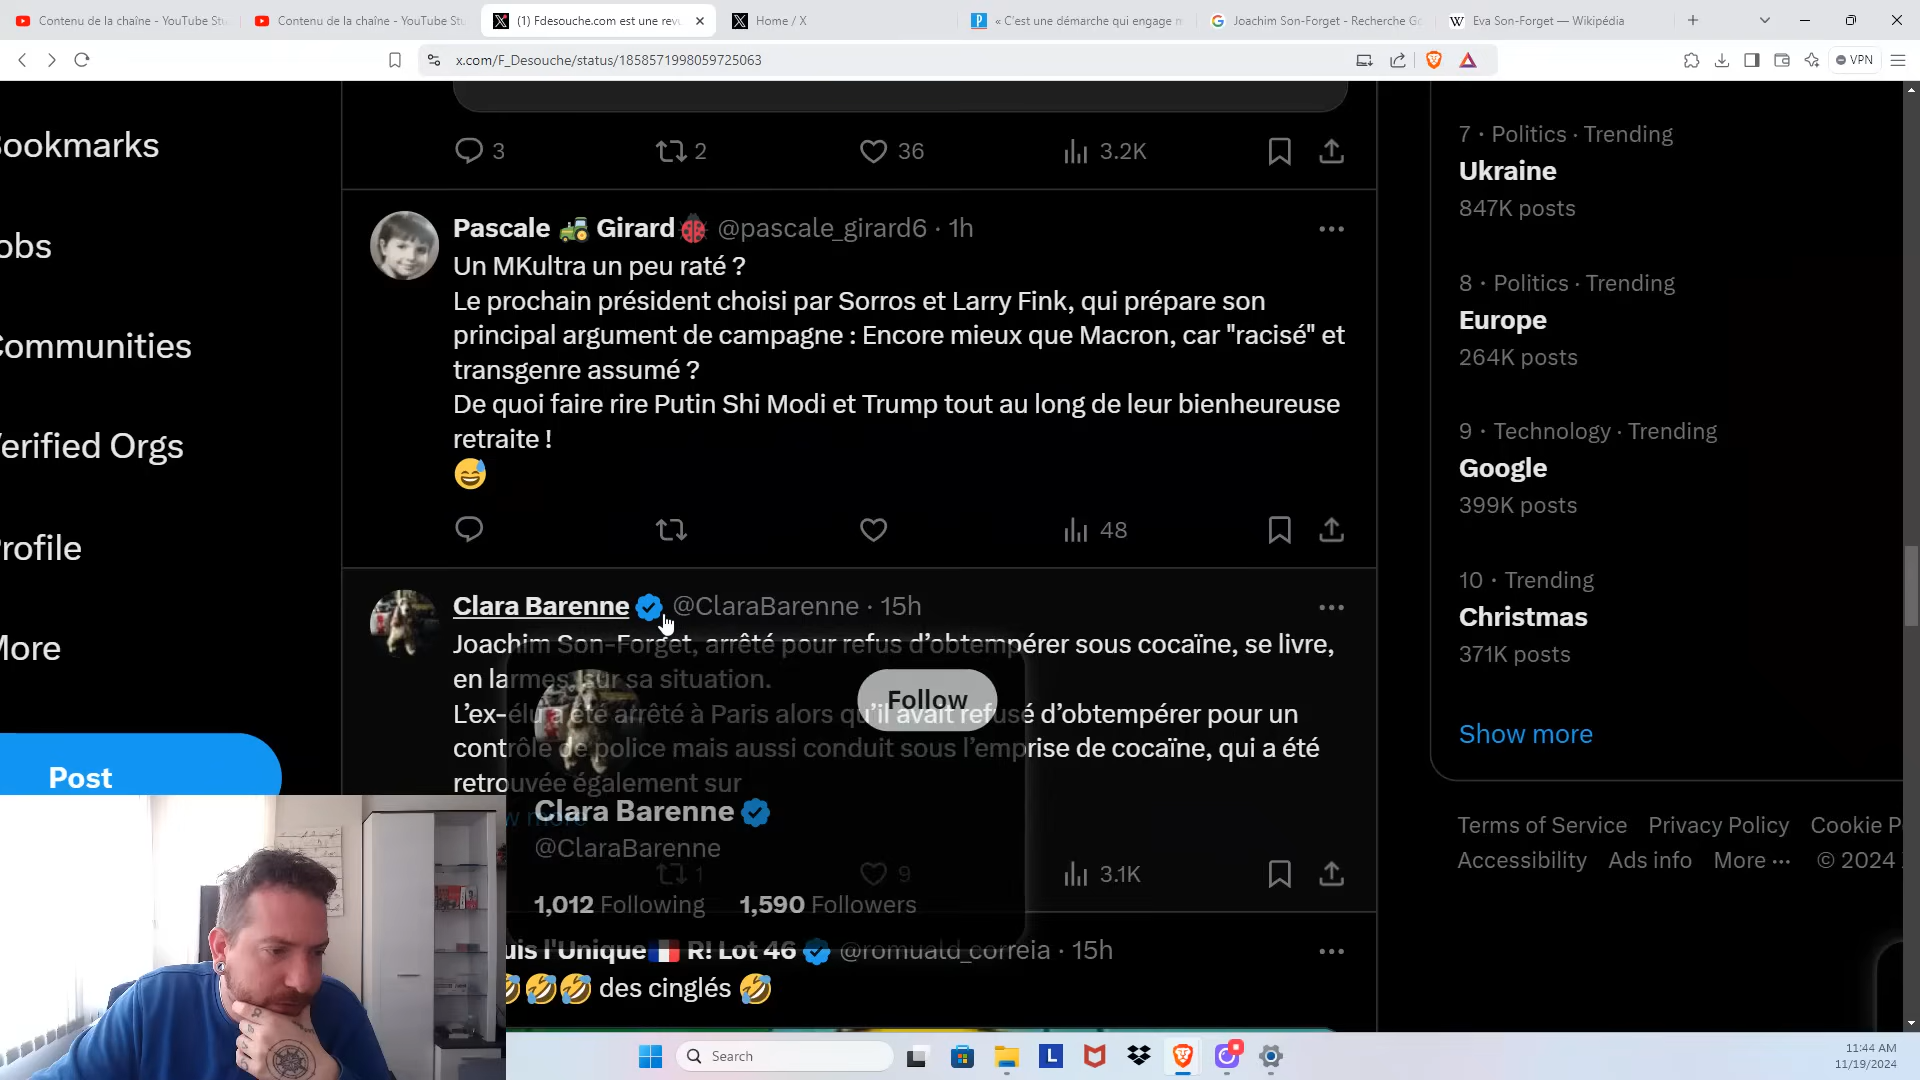 Contenu de la chaîne - YouTube Stu
Contenu de la chaîne - YouTube Stu
(1) Fdesouche.com est une revu
Home / X
« C'est une démarche qui engage m
Joachim Son-Forget - Recherche Go
Eva Son-Forget — Wikipédia
x.com/F_Desouche/status/1858571998059725063
VPN
Bookmarks
Jobs
Communities
Verified Orgs
Profile
More
Post
3
2
36
3.2K
Pascale 🚜 Girard🐞 @pascale_girard6 · 1h
Un MKultra un peu raté ?
Le prochain président choisi par Sorros et Larry Fink, qui prépare son
principal argument de campagne : Encore mieux que Macron, car "racisé" et
transgenre assumé ?
De quoi faire rire Putin Shi Modi et Trump tout au long de leur bienheureuse
retraite !
😅
48
Clara Barenne @ClaraBarenne · 15h
Joachim Son-Forget, arrêté pour refus d’obtempérer sous cocaïne, se livre,
en larmes, sur sa situation.
L’ex-élu a été arrêté à Paris alors qu’il avait refusé d’obtempérer pour un
contrôle de police mais aussi conduit sous l’emprise de cocaïne, qui a été
retrouvée également sur
w more
1
9
3.1K
Follow
Clara Barenne
@ClaraBarenne
1,012 Following 1,590 Followers
uis l'Unique🇫🇷 R! Lot 46 @romuald_correia · 15h
🤣🤣🤣 des cinglés 🤣
7 · Politics · Trending
Ukraine
847K posts
8 · Politics · Trending
Europe
264K posts
9 · Technology · Trending
Google
399K posts
10 · Trending
Christmas
371K posts
Show more
Terms of Service Privacy Policy Cookie P
Accessibility Ads info More ··· © 2024
Search
L
11:44 AM
11/19/2024